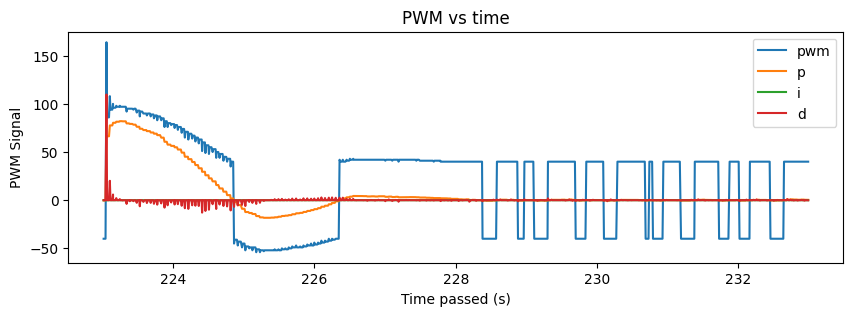 PWM vs time
PWM Signal
150
100
50
0
−50
224
226
228
230
232
Time passed (s)
pwm
p
i
d